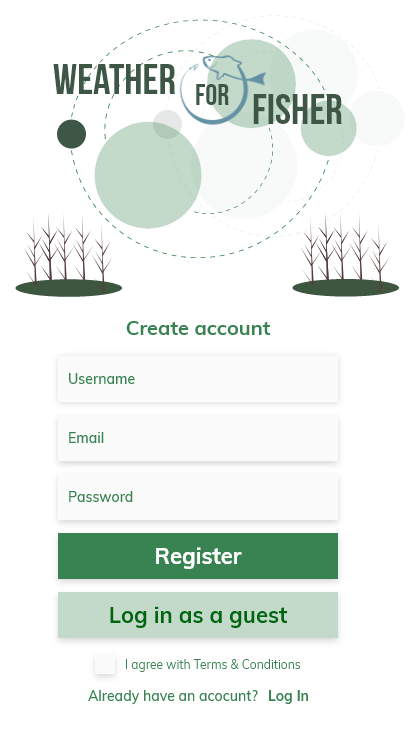 WEATHER
FOR
FISHER
Create account
Username
Email
Password
Register
Log in as a guest
I agree with Terms & Conditions
Already have an acocunt? Log In